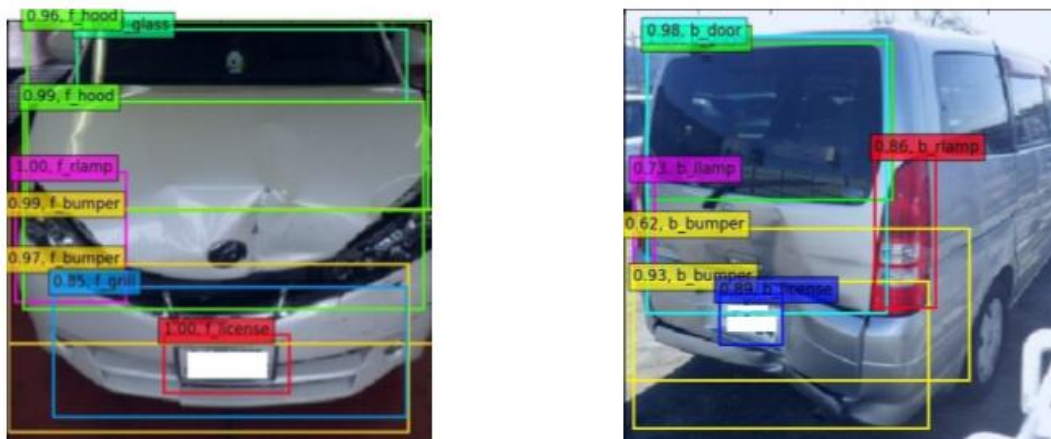 0.96, f_hood
_glass
0.99, f_hood
1.00, f_rlamp
0.99, f_bumper
0.97, f_bumper
0.85, f_grill
1.00, f_license
0.98, b_door
0.86, b_rlamp
0.73, b_llamp
0.62, b_bumper
0.93, b_bumper
0.89, b_license